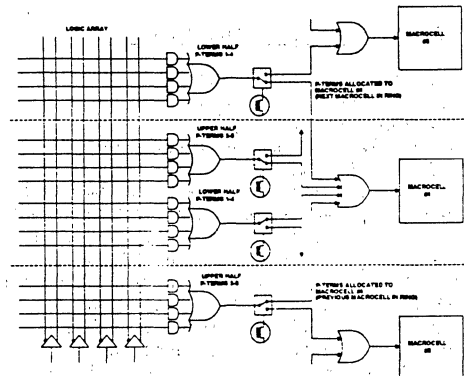 LOGIC ARRAY
LOWER HALF
P-TERMS 1-4
MACROCELL
P-TERMS ALLOCATED TO
MACROCELL
(NEXT MACROCELL IN RING)
UPPER HALF
P-TERMS 5-8
LOWER HALF
P-TERMS 1-4
MACROCELL
UPPER HALF
P-TERMS 5-8
P-TERMS ALLOCATED TO
MACROCELL
(PREVIOUS MACROCELL IN RING)
MACROCELL